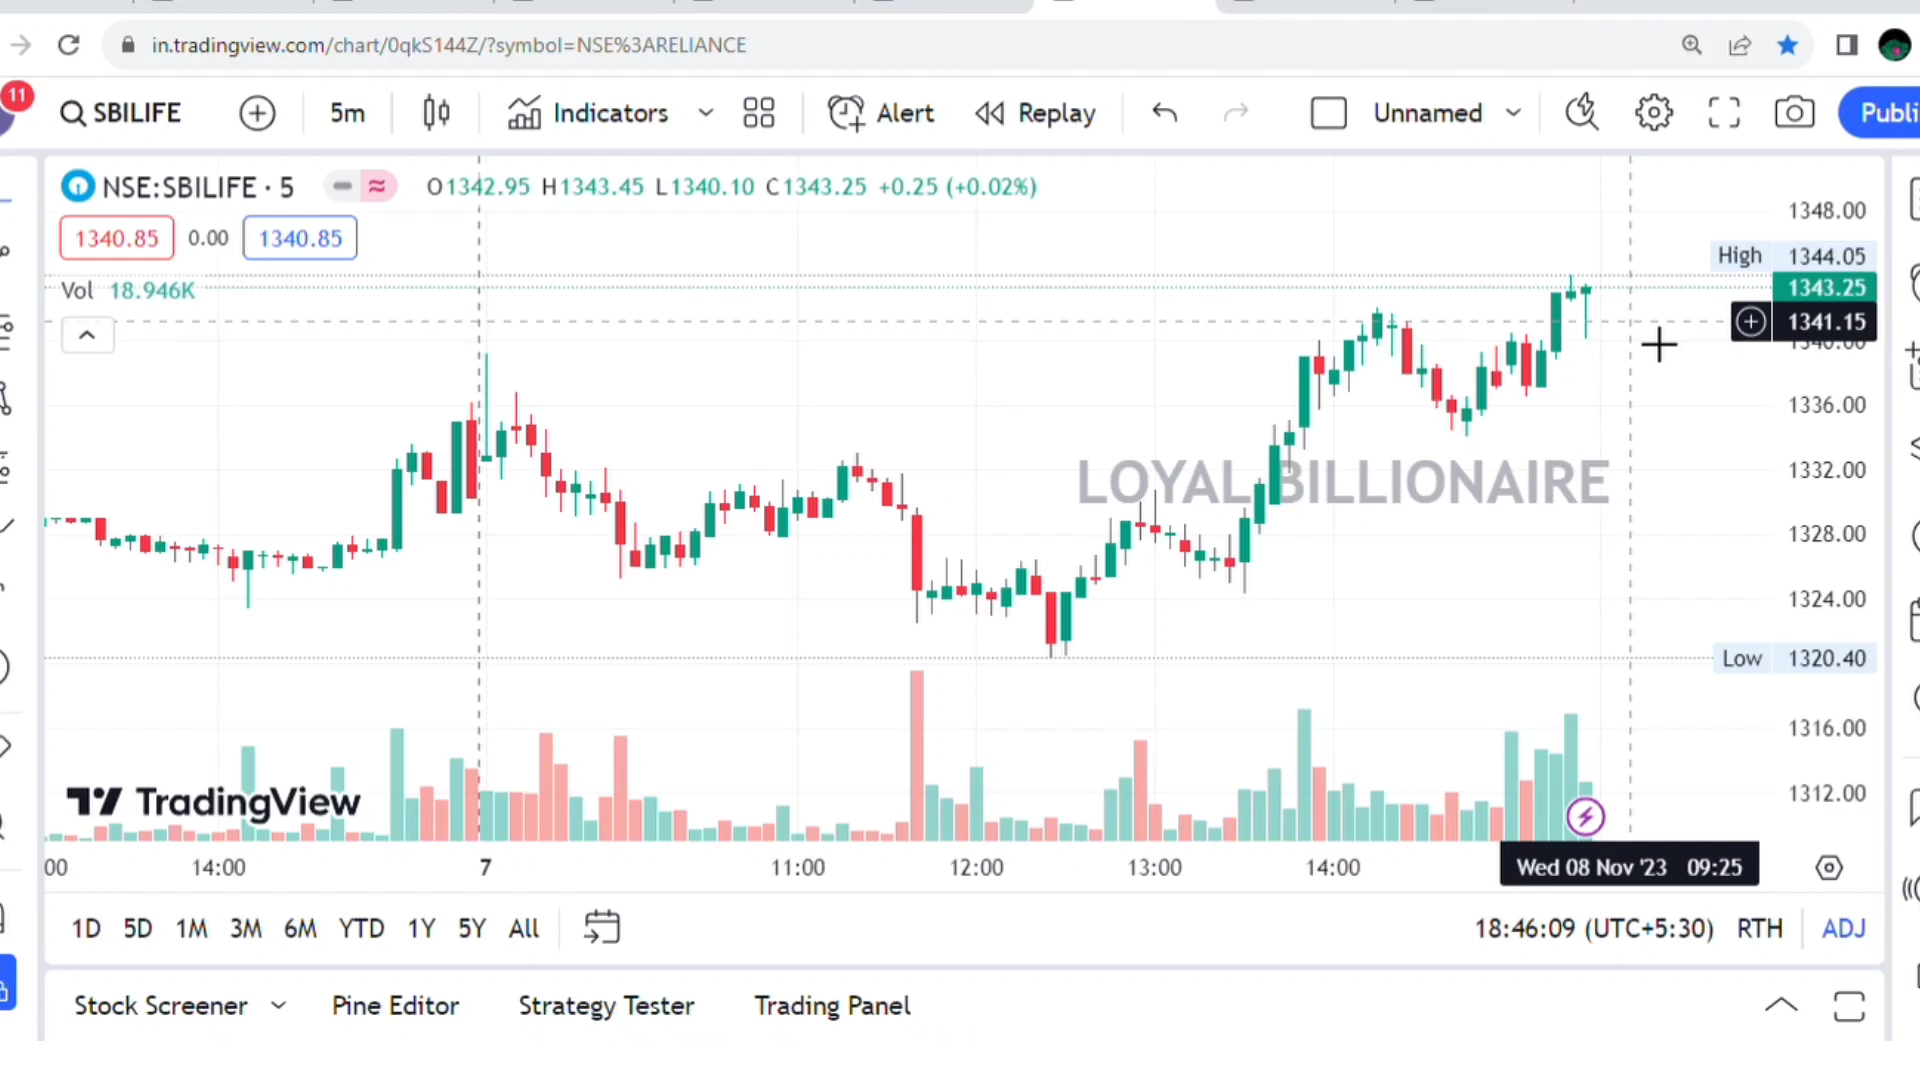 in.tradingview.com/chart/0qkS144Z/?symbol=NSE%3ARELIANCE
11
SBILIFE 5m Indicators Alert Replay Unnamed Publi
NSE:SBILIFE · 5 O1342.95 H1343.45 L1340.10 C1343.25 +0.25 (+0.02%)
1348.00
1340.85 0.00 1340.85
High 1344.05
Vol 18.946K
1343.25
1341.15
1340.00
1336.00
1332.00
LOYAL BILLIONAIRE
1328.00
1324.00
Low 1320.40
1316.00
1312.00
TradingView
00 14:00 7 11:00 12:00 13:00 14:00 Wed 08 Nov '23 09:25
1D 5D 1M 3M 6M YTD 1Y 5Y All 18:46:09 (UTC+5:30) RTH ADJ
Stock Screener Pine Editor Strategy Tester Trading Panel